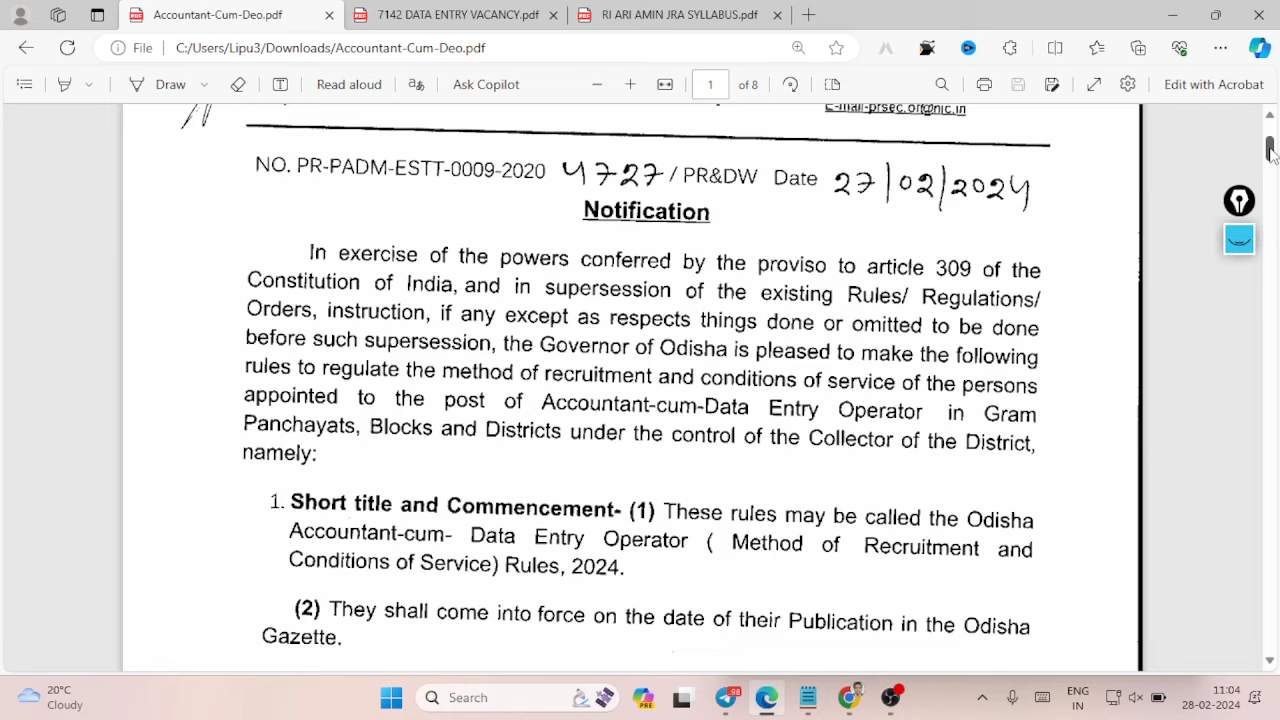 Accountant-Cum-Deo.pdf
7142 DATA ENTRY VACANCY.pdf
RI ARI AMIN JRA SYLLABUS.pdf
File
C:/Users/Lipu3/Downloads/Accountant-Cum-Deo.pdf
Draw
Read aloud
Ask Copilot
1 of 8
Edit with Acrobat
E-mail-prsec.or@nic.in
NO. PR-PADM-ESTT-0009-2020 4727 / PR&DW Date 27/02/2024
Notification
In exercise of the powers conferred by the proviso to article 309 of the
Constitution of India, and in supersession of the existing Rules/ Regulations/
Orders, instruction, if any except as respects things done or omitted to be done
before such supersession, the Governor of Odisha is pleased to make the following
rules to regulate the method of recruitment and conditions of service of the persons
appointed to the post of Accountant-cum-Data Entry Operator in Gram
Panchayats, Blocks and Districts under the control of the Collector of the District,
namely:
1. Short title and Commencement- (1) These rules may be called the Odisha
Accountant-cum- Data Entry Operator ( Method of Recruitment and
Conditions of Service) Rules, 2024.
(2) They shall come into force on the date of their Publication in the Odisha
Gazette.
20°C
Cloudy
Search
PRE
.98
ENG
IN
11:04
28-02-2024